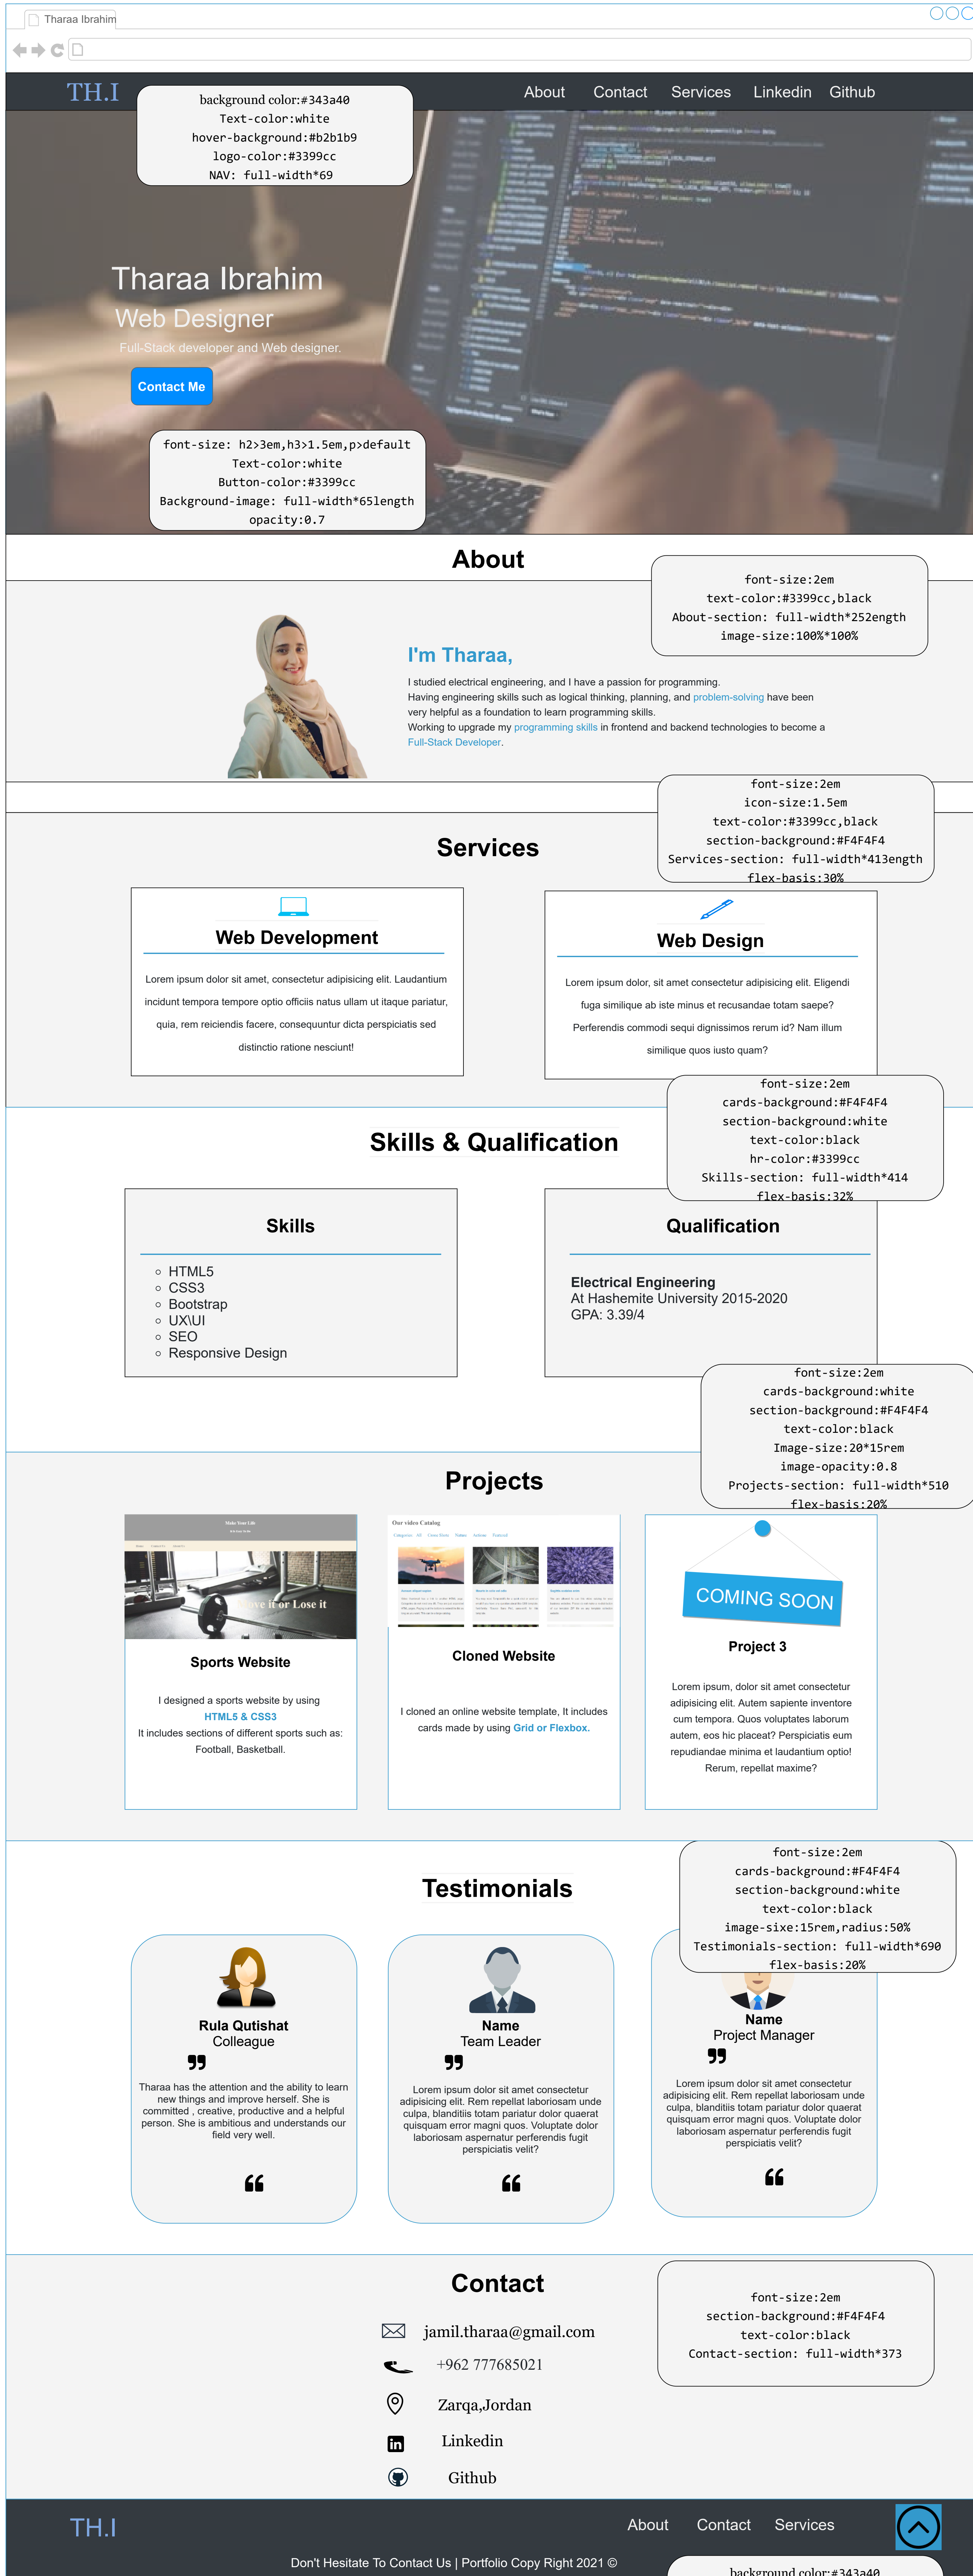 Tharaa Ibrahim
TH.I
About Contact Services Linkedin Github
background color:#343a40
Text-color:white
hover-background:#b2b1b9
logo-color:#3399cc
NAV: full-width*69
Tharaa Ibrahim
Web Designer
Full-Stack developer and Web designer.
Contact Me
font-size: h2>3em,h3>1.5em,p>default
Text-color:white
Button-color:#3399cc
Background-image: full-width*65length
opacity:0.7
About
font-size:2em
text-color:#3399cc,black
About-section: full-width*252ength
image-size:100%*100%
I'm Tharaa,
I studied electrical engineering, and I have a passion for programming.
Having engineering skills such as logical thinking, planning, and problem-solving have been
very helpful as a foundation to learn programming skills.
Working to upgrade my programming skills in frontend and backend technologies to become a
Full-Stack Developer.
font-size:2em
icon-size:1.5em
text-color:#3399cc,black
section-background:#F4F4F4
Services-section: full-width*413ength
flex-basis:30%
Services
Web Development
Lorem ipsum dolor sit amet, consectetur adipisicing elit. Laudantium
incidunt tempora tempore optio officiis natus ullam ut itaque pariatur,
quia, rem reiciendis facere, consequuntur dicta perspiciatis sed
distinctio ratione nesciunt!
Web Design
Lorem ipsum dolor, sit amet consectetur adipisicing elit. Eligendi
fuga similique ab iste minus et recusandae totam saepe?
Perferendis commodi sequi dignissimos rerum id? Nam illum
similique quos iusto quam?
font-size:2em
cards-background:#F4F4F4
section-background:white
text-color:black
hr-color:#3399cc
Skills-section: full-width*414
flex-basis:32%
Skills & Qualification
Skills
HTML5
CSS3
Bootstrap
UX\UI
SEO
Responsive Design
Qualification
Electrical Engineering
At Hashemite University 2015-2020
GPA: 3.39/4
font-size:2em
cards-background:white
section-background:#F4F4F4
text-color:black
Image-size:20*15rem
image-opacity:0.8
Projects-section: full-width*510
flex-basis:20%
Projects
Make Your Life
Move it or Lose it
Sports Website
I designed a sports website by using
HTML5 & CSS3
It includes sections of different sports such as:
Football, Basketball.
Our video Catalog
Cloned Website
I cloned an online website template, It includes
cards made by using Grid or Flexbox.
COMING SOON
Project 3
Lorem ipsum, dolor sit amet consectetur
adipisicing elit. Autem sapiente inventore
cum tempora. Quos voluptates laborum
autem, eos hic placeat? Perspiciatis eum
repudiandae minima et laudantium optio!
Rerum, repellat maxime?
font-size:2em
cards-background:#F4F4F4
section-background:white
text-color:black
image-sixe:15rem,radius:50%
Testimonials-section: full-width*690
flex-basis:20%
Testimonials
Rula Qutishat
Colleague
Tharaa has the attention and the ability to learn
new things and improve herself. She is
committed , creative, productive and a helpful
person. She is ambitious and understands our
field very well.
Name
Team Leader
Lorem ipsum dolor sit amet consectetur
adipisicing elit. Rem repellat laboriosam unde
culpa, blanditiis totam pariatur dolor quaerat
quisquam error magni quos. Voluptate dolor
laboriosam aspernatur perferendis fugit
perspiciatis velit?
Name
Project Manager
Lorem ipsum dolor sit amet consectetur
adipisicing elit. Rem repellat laboriosam unde
culpa, blanditiis totam pariatur dolor quaerat
quisquam error magni quos. Voluptate dolor
laboriosam aspernatur perferendis fugit
perspiciatis velit?
Contact
font-size:2em
section-background:#F4F4F4
text-color:black
Contact-section: full-width*373
jamil.tharaa@gmail.com
+962 777685021
Zarqa,Jordan
Linkedin
Github
TH.I
About Contact Services
Don't Hesitate To Contact Us | Portfolio Copy Right 2021 ©
background color:#343a40